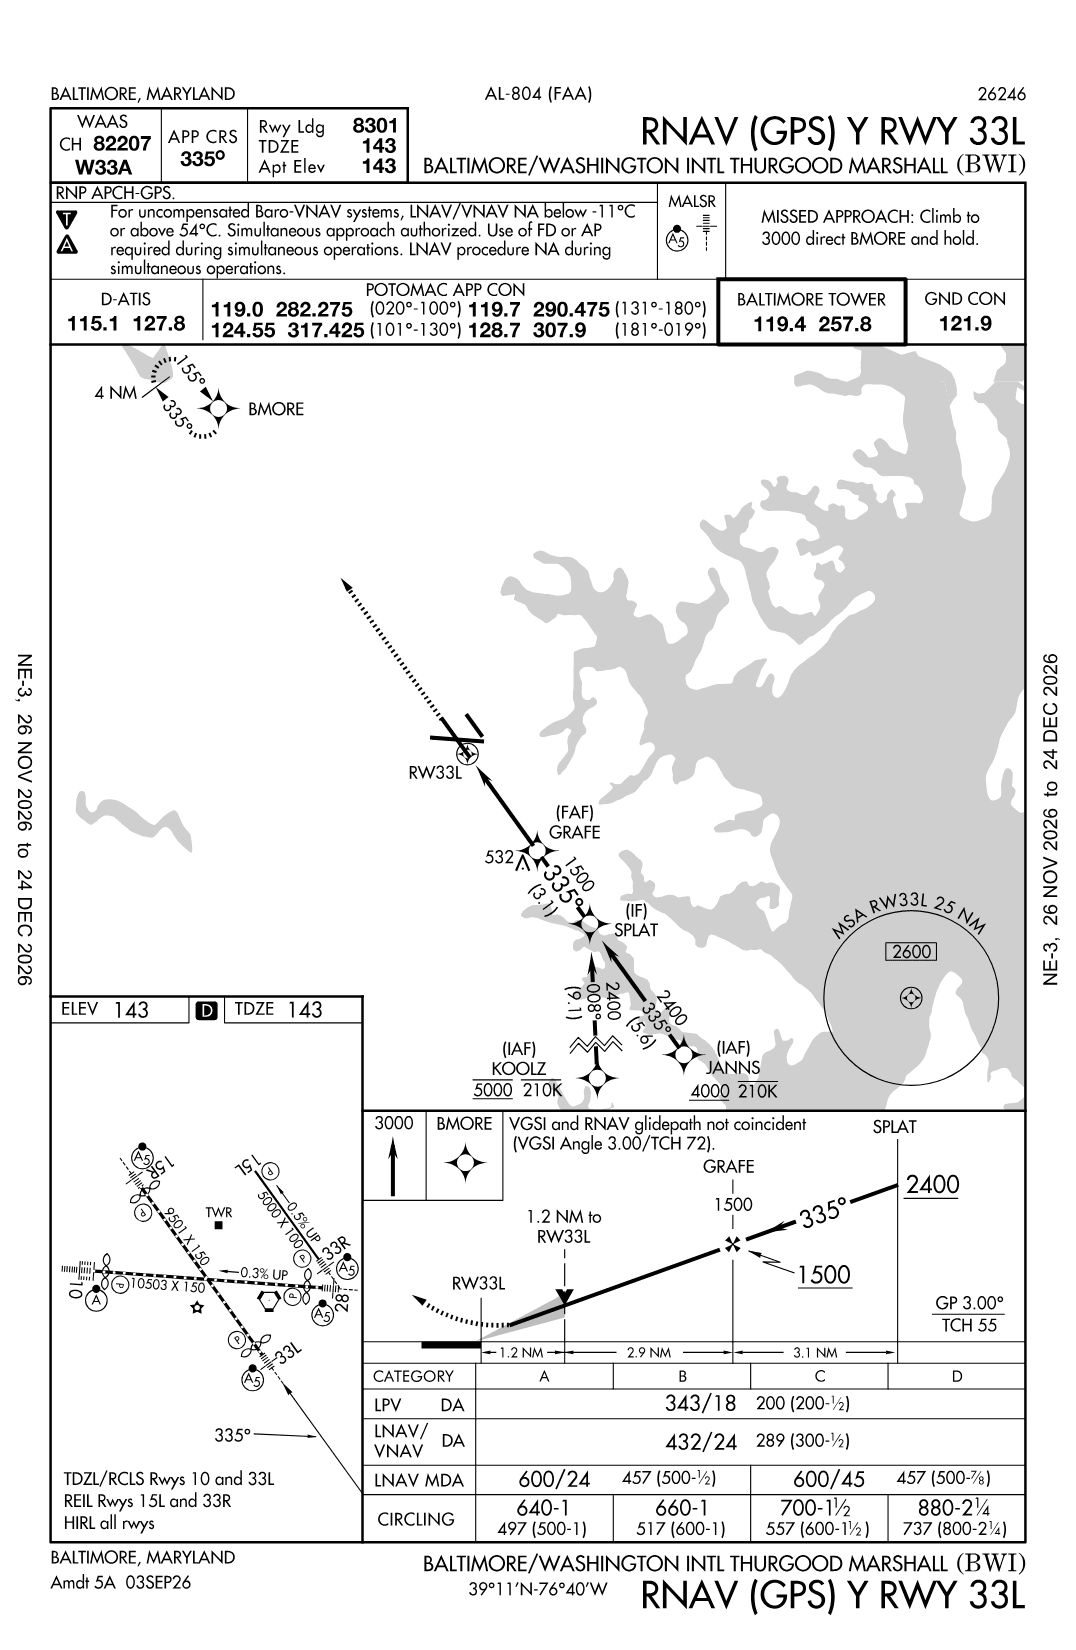 BALTIMORE, MARYLAND
AL-804 (FAA)
26246
WAAS
CH 82207
W33A
APP CRS
335°
Rwy Ldg 8301
TDZE 143
Apt Elev 143
RNAV (GPS) Y RWY 33L
BALTIMORE/WASHINGTON INTL THURGOOD MARSHALL (BWI)
RNP APCH-GPS.
T
A
For uncompensated Baro-VNAV systems, LNAV/VNAV NA below -11°C
or above 54°C. Simultaneous approach authorized. Use of FD or AP
required during simultaneous operations. LNAV procedure NA during
simultaneous operations.
MALSR
A5
MISSED APPROACH: Climb to
3000 direct BMORE and hold.
D-ATIS
115.1 127.8
POTOMAC APP CON
119.0 282.275 (020°-100°) 119.7 290.475 (131°-180°)
124.55 317.425 (101°-130°) 128.7 307.9 (181°-019°)
BALTIMORE TOWER
119.4 257.8
GND CON
121.9
4 NM
155°
335°
BMORE
RW33L
(FAF)
GRAFE
532
1500
335°
(3.1)
(IF)
SPLAT
2400
008°
(9.1)
2400
335°
(5.6)
(IAF)
KOOLZ
5000 210K
(IAF)
JANNS
4000 210K
MSA RW33L 25 NM
2600
NE-3, 26 NOV 2026 to 24 DEC 2026
NE-3, 26 NOV 2026 to 24 DEC 2026
ELEV 143
D
TDZE 143
A5
15R
P
15L
P
9501 X 150
TWR
5000 X 100
0.5% UP
P
33R
A5
10
A
P
10503 X 150
0.3% UP
P
28
A5
P
33L
A5
335°
TDZL/RCLS Rwys 10 and 33L
REIL Rwys 15L and 33R
HIRL all rwys
3000
BMORE
VGSI and RNAV glidepath not coincident
(VGSI Angle 3.00/TCH 72).
SPLAT
GRAFE
1500
2400
335°
1500
1.2 NM to
RW33L
RW33L
GP 3.00°
TCH 55
1.2 NM
2.9 NM
3.1 NM
CATEGORY A B C D
LPV DA 343/18 200 (200-½)
LNAV/
VNAV DA 432/24 289 (300-½)
LNAV MDA 600/24 457 (500-½) 600/45 457 (500-⅞)
CIRCLING
640-1 660-1 700-1½ 880-2¼
497 (500-1) 517 (600-1) 557 (600-1½) 737 (800-2¼)
BALTIMORE, MARYLAND
Amdt 5A 03SEP26
39°11'N-76°40'W
BALTIMORE/WASHINGTON INTL THURGOOD MARSHALL (BWI)
RNAV (GPS) Y RWY 33L